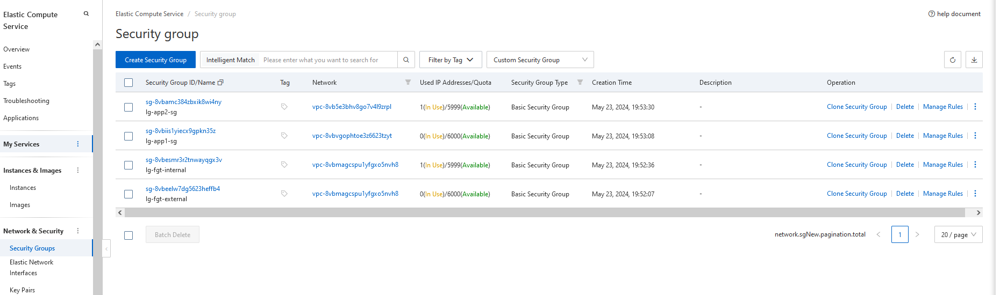 Elastic Compute
Service
Overview
Events
Tags
Troubleshooting
Applications
My Services
Instances & Images
Instances
Images
Network & Security
Security Groups
Elastic Network
Interfaces
Key Pairs
Elastic Compute Service / Security group
help document
Security group
Create Security Group Intelligent Match Please enter what you want to search for Filter by Tag Custom Security Group
Security Group ID/Name Tag Network Used IP Addresses/Quota Security Group Type Creation Time Description Operation
sg-8vbamc384zbxik8wi4ny
lg-app2-sg
vpc-8vb5e3bhv8go7v4l9zrpl 1(In Use)/5999(Available) Basic Security Group May 23, 2024, 19:53:30 - Clone Security Group | Delete | Manage Rules |
sg-8vbiis1yiecx9gpkn35z
lg-app1-sg
vpc-8vbvgophtoe3z6623tzyt 0(In Use)/6000(Available) Basic Security Group May 23, 2024, 19:53:08 - Clone Security Group | Delete | Manage Rules |
sg-8vbesmr3r2tnwayqgx3v
lg-fgt-internal
vpc-8vbmagcspu1yfgxo5nvh8 1(In Use)/5999(Available) Basic Security Group May 23, 2024, 19:52:36 - Clone Security Group | Delete | Manage Rules |
sg-8vbeelw7dg5623heffb4
lg-fgt-external
vpc-8vbmagcspu1yfgxo5nvh8 0(In Use)/6000(Available) Basic Security Group May 23, 2024, 19:52:07 - Clone Security Group | Delete | Manage Rules |
Batch Delete
network.sgNew.pagination.total < 1 > 20 / page